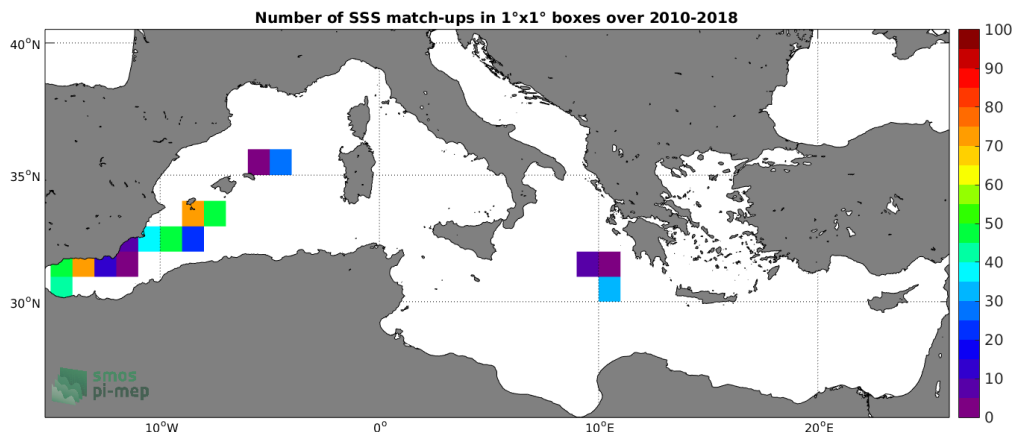 Number of SSS match-ups in 1°x1° boxes over 2010-2018
40°N
35°N
30°N
10°W
0°
10°E
20°E
100
90
80
70
60
50
40
30
20
10
0
smos
pi-mep